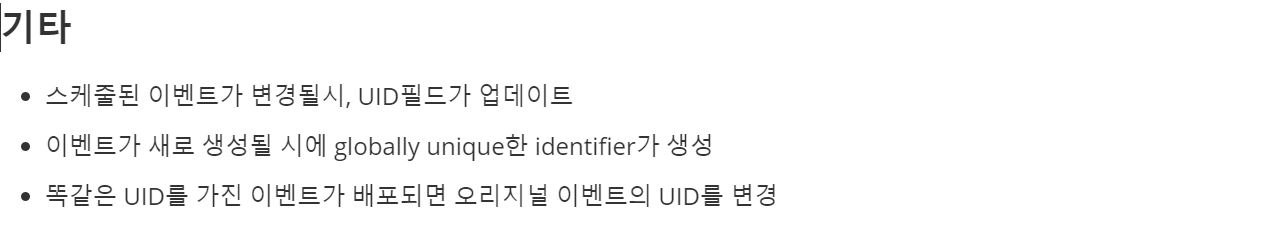 기타
스케줄된 이벤트가 변경될시, UID필드가 업데이트
이벤트가 새로 생성될 시에 globally unique한 identifier가 생성
똑같은 UID를 가진 이벤트가 배포되면 오리지널 이벤트의 UID를 변경